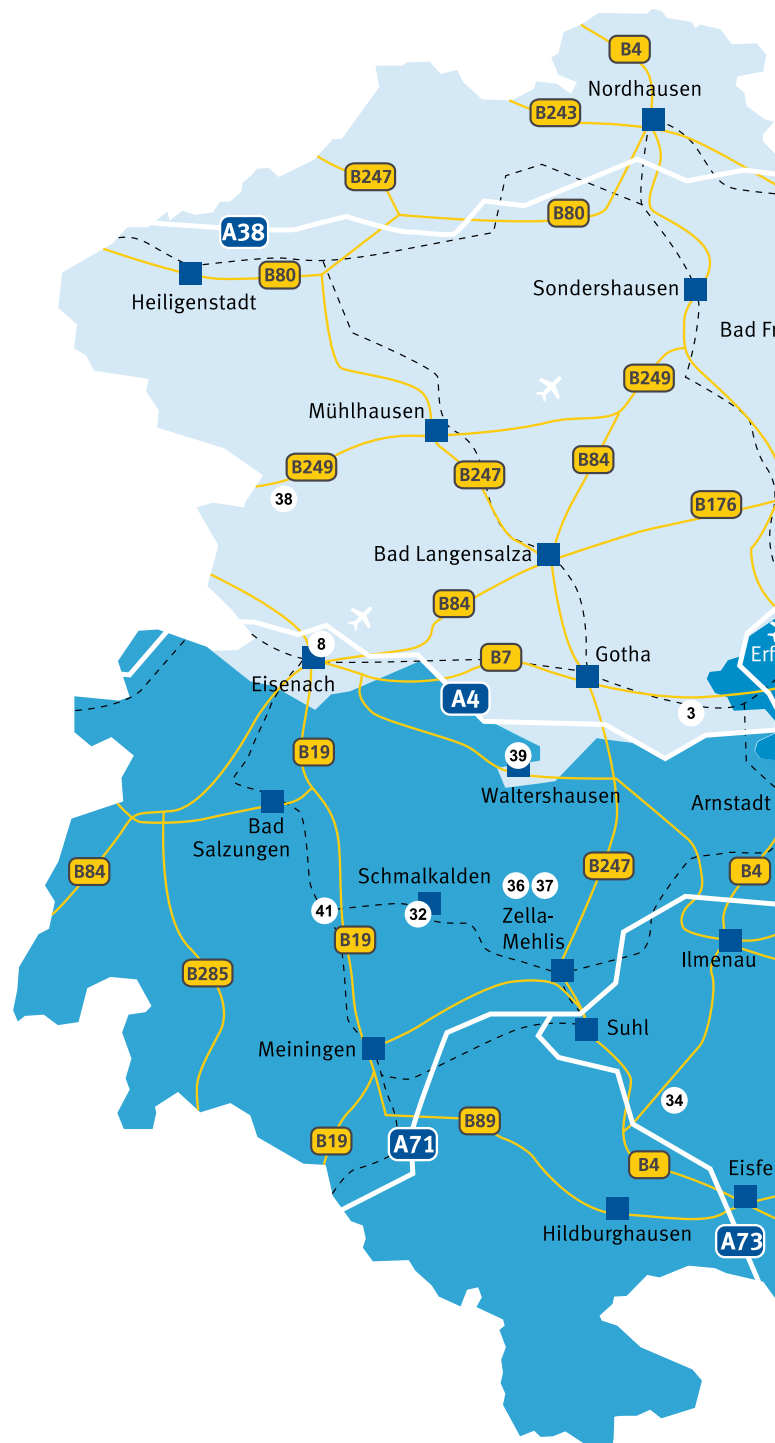 B4
Nordhausen
B243
B247
B80
A38
B80
Heiligenstadt
Sondershausen
Bad Fr
B249
Mühlhausen
B249
B84
B247
38
B176
Bad Langensalza
B84
8
B7
Gotha
Erf
Eisenach
A4
3
B19
39
Waltershausen
Arnstadt
Bad
Salzungen
B84
Schmalkalden
B247
B4
36
37
41
32
Zella-
Mehlis
B19
Ilmenau
B285
Suhl
Meiningen
34
B89
B19
A71
B4
Eisfe
Hildburghausen
A73